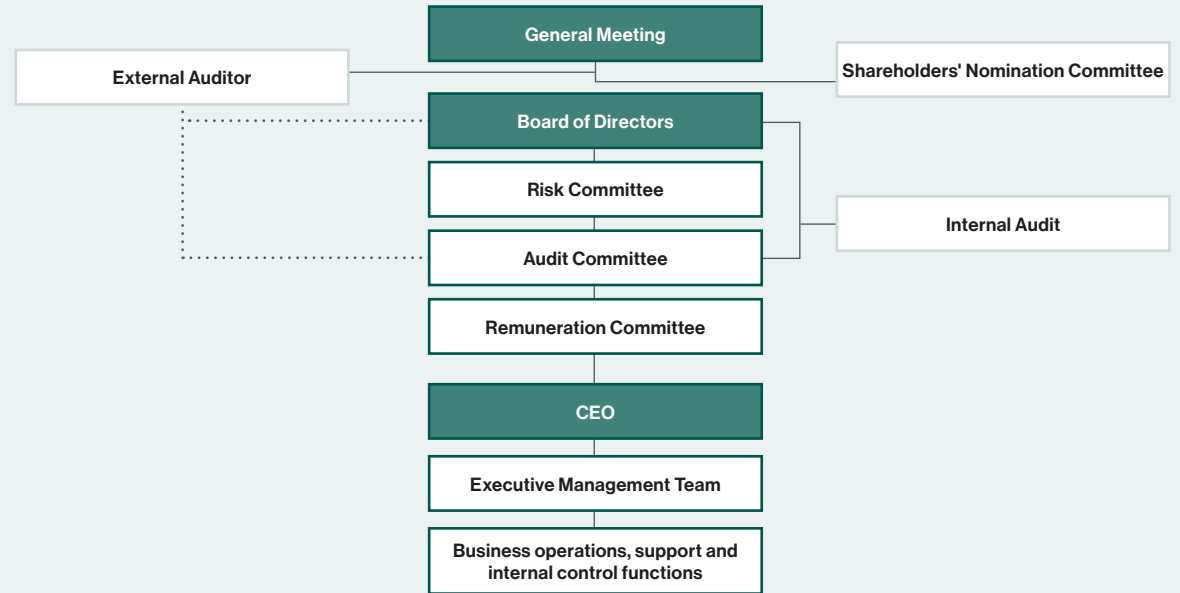 General Meeting
External Auditor
Shareholders' Nomination Committee
Board of Directors
Risk Committee
Internal Audit
Audit Committee
Remuneration Committee
CEO
Executive Management Team
Business operations, support and
internal control functions